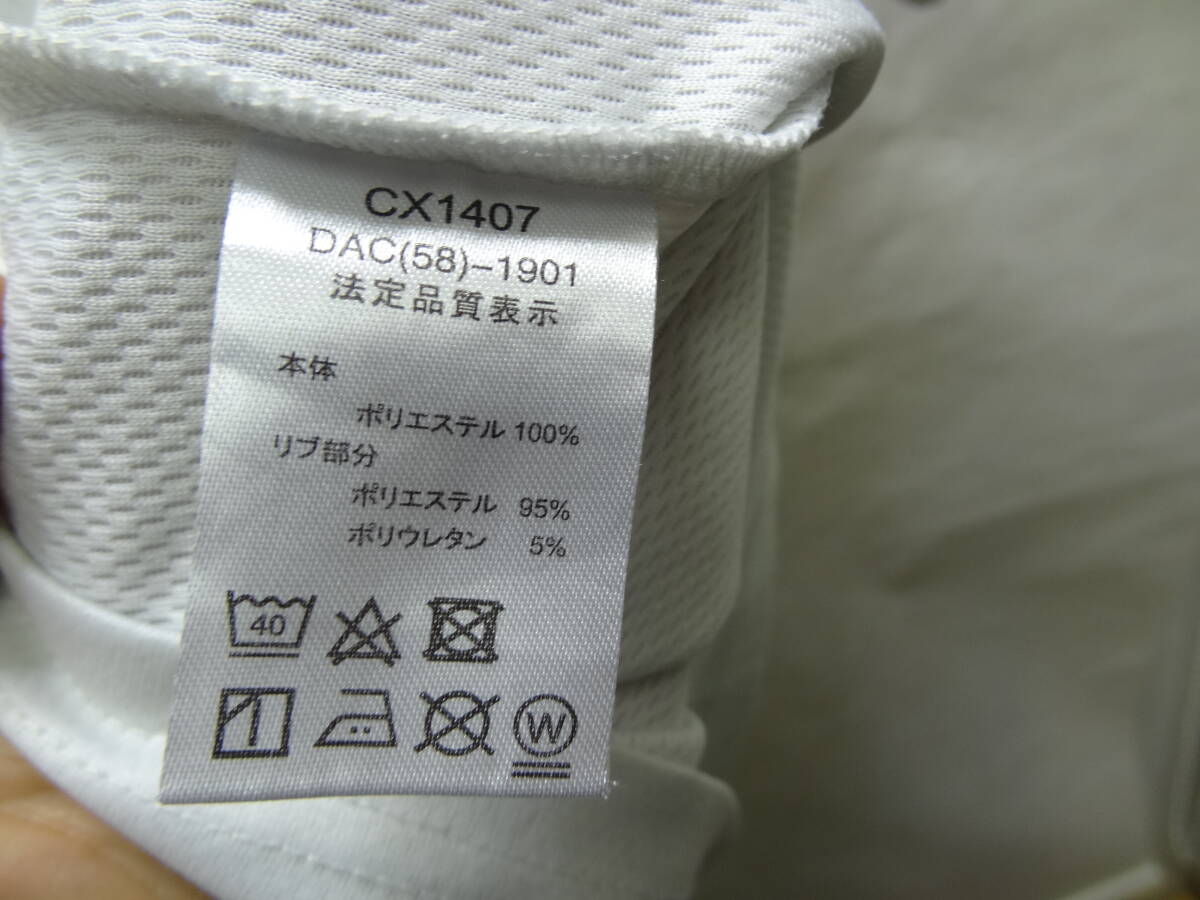 CX1407
DAC(58)-1901
法定品質表示
本体
ポリエステル 100%
リブ部分
ポリエステル 95%
ポリウレタン 5%
40
W